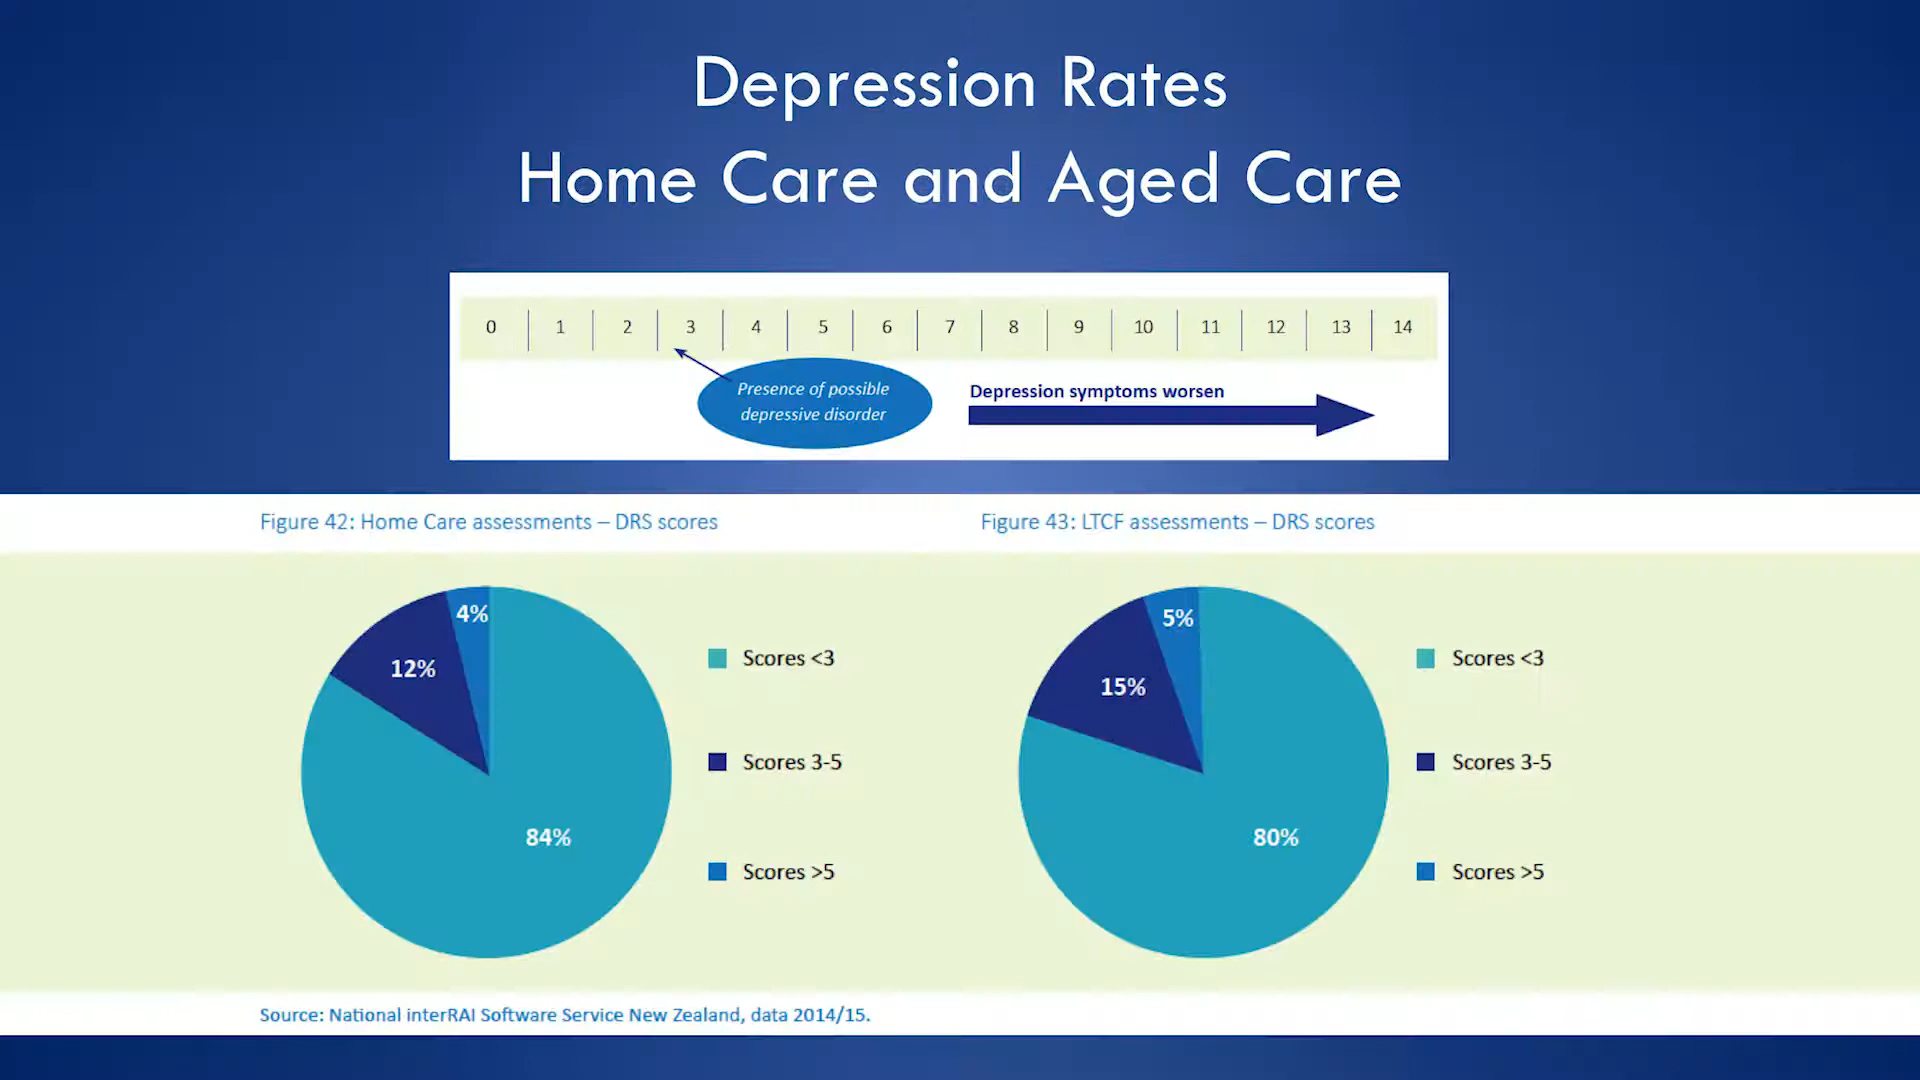 Depression Rates
Home Care and Aged Care
0 1 2 3 4 5 6 7 8 9 10 11 12 13 14
Presence of possible
depressive disorder
Depression symptoms worsen
Figure 42: Home Care assessments – DRS scores
4%
12%
84%
Scores <3
Scores 3-5
Scores >5
Figure 43: LTCF assessments – DRS scores
5%
15%
80%
Scores <3
Scores 3-5
Scores >5
Source: National interRAI Software Service New Zealand, data 2014/15.